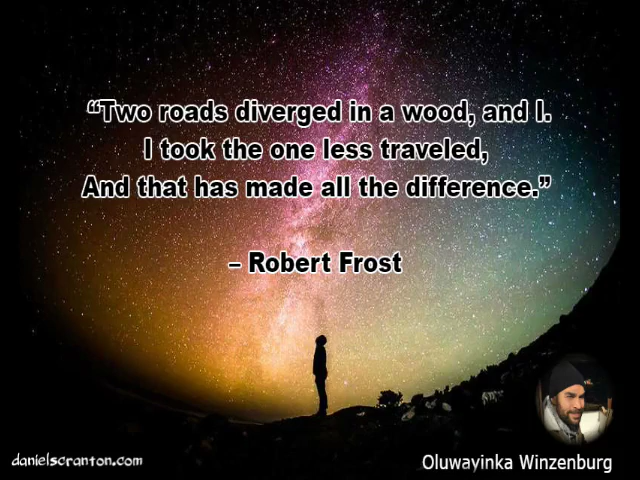 “Two roads diverged in a wood, and I.
I took the one less traveled,
And that has made all the difference.”
– Robert Frost
danielscranton.com
Oluwayinka Winzenburg